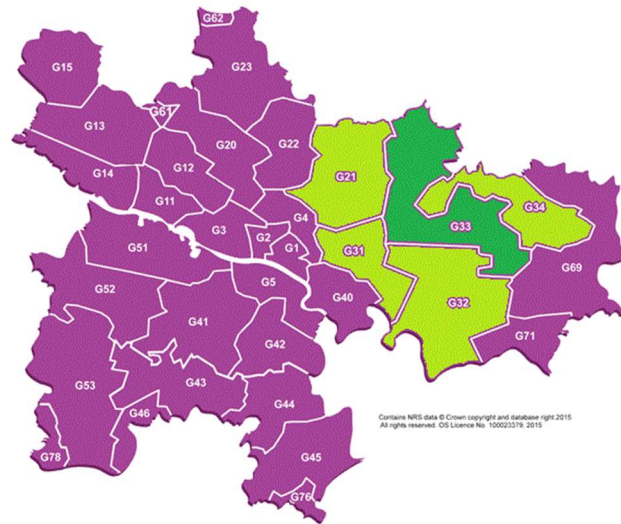 G62
G15
G23
G61
G13
G20
G22
G12
G14
G21
G11
G34
G4
G3
G33
G2
G1
G51
G31
G69
G5
G52
G40
G32
G41
G71
G42
G53
G43
G44
G46
G78
G45
G76
Contains NRS data © Crown copyright and database right 2015
All rights reserved. OS Licence No. 100023379. 2015